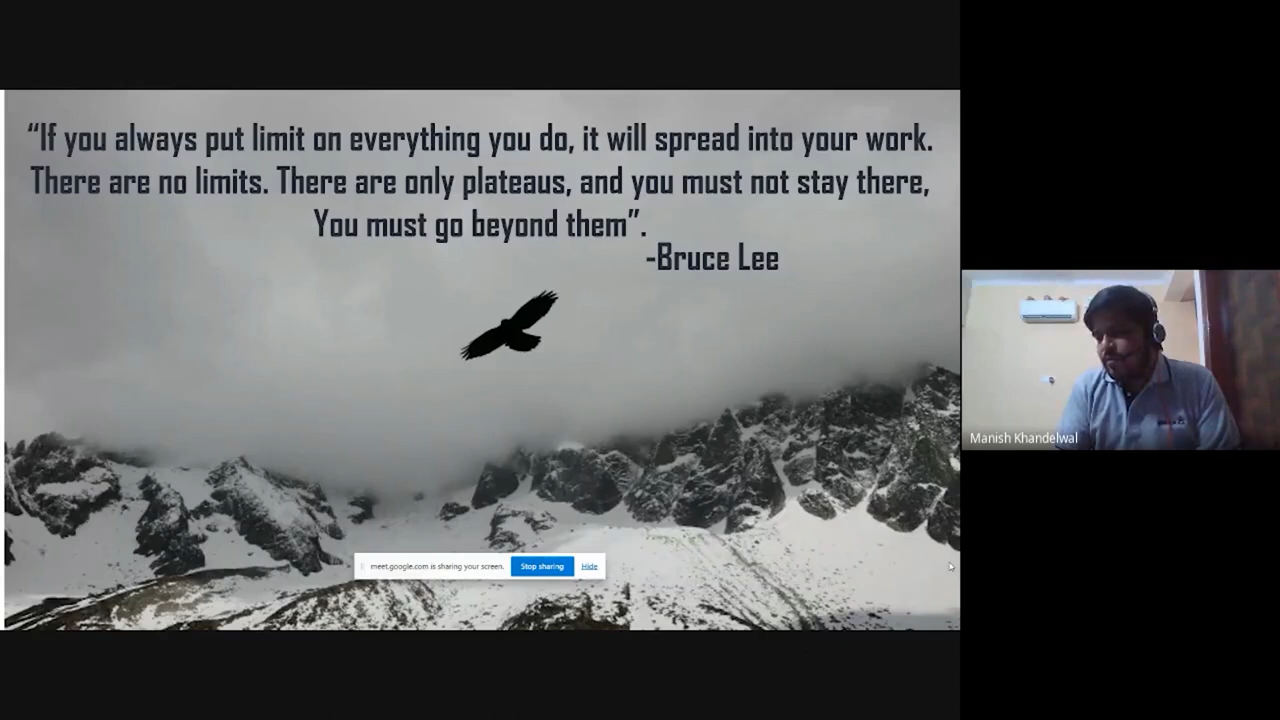 “If you always put limit on everything you do, it will spread into your work.
There are no limits. There are only plateaus, and you must not stay there,
You must go beyond them”.
-Bruce Lee
Manish Khandelwal
meet.google.com is sharing your screen.
Stop sharing
Hide